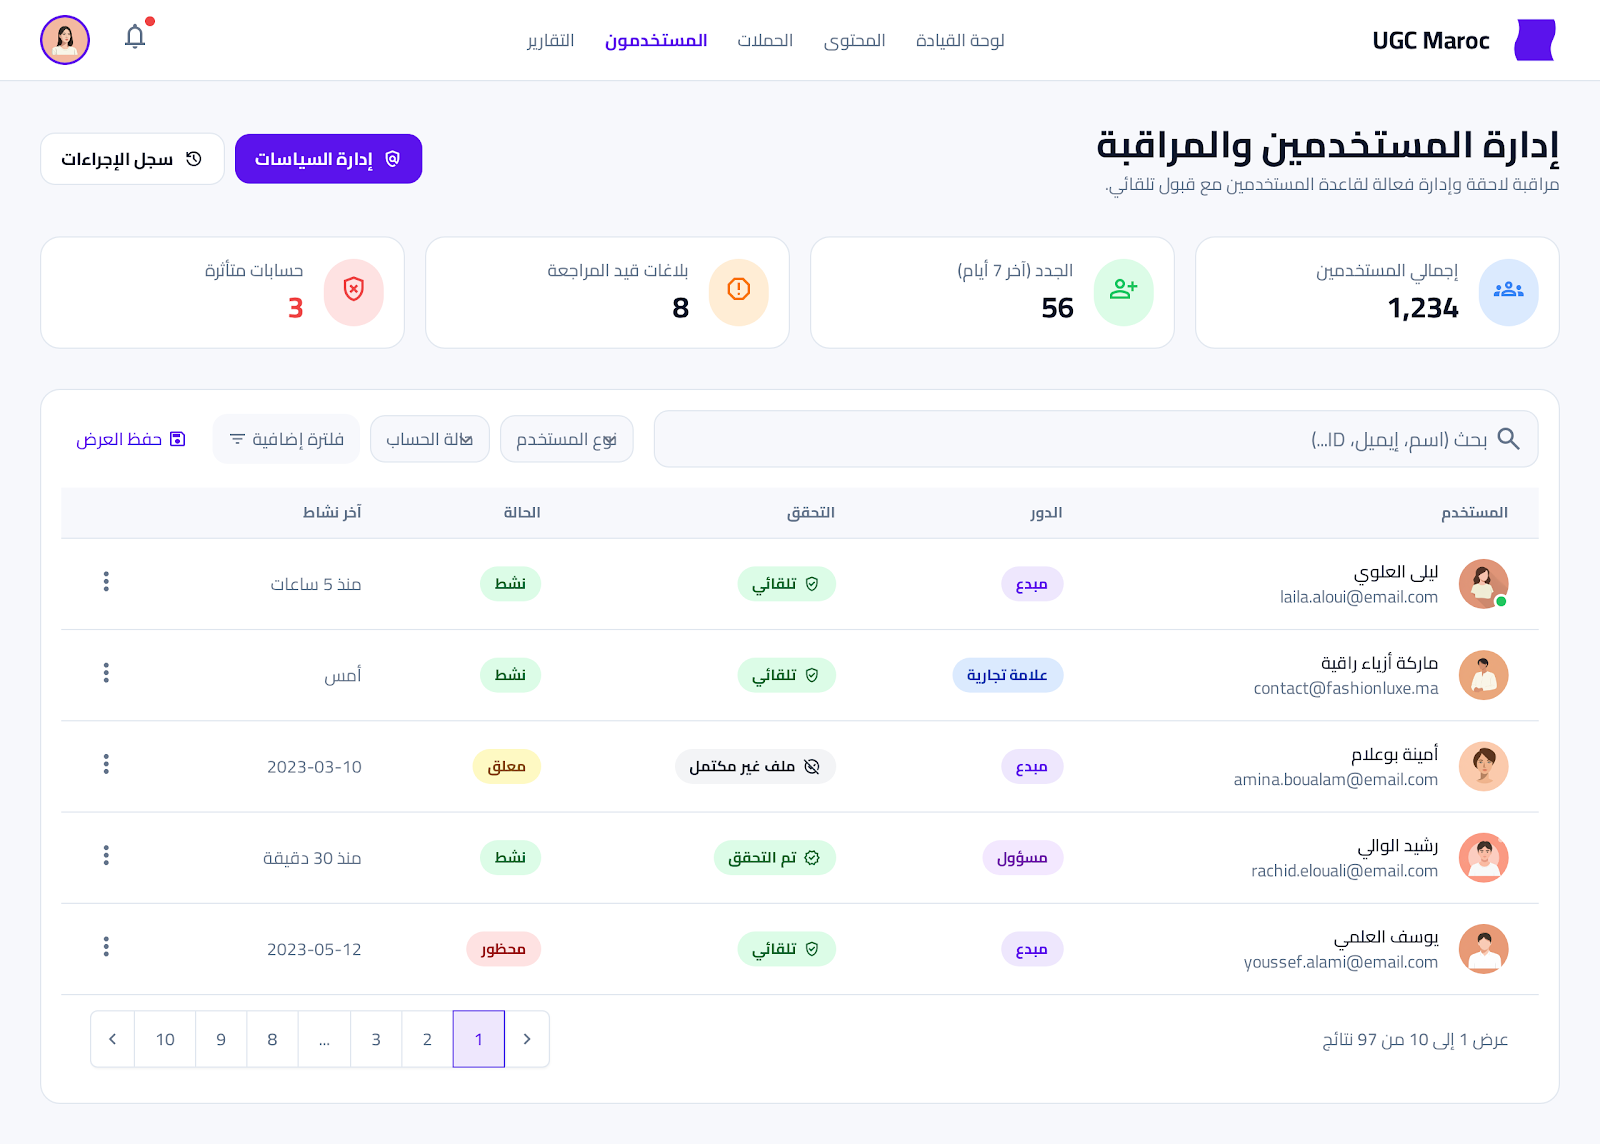 UGC Maroc
لوحة القيادة
المحتوى
الحملات
المستخدمون
التقارير
إدارة المستخدمين والمراقبة
مراقبة لاحقة وإدارة فعالة لقاعدة المستخدمين مع قبول تلقائي.
إدارة السياسات
سجل الإجراءات
إجمالي المستخدمين
1,234
الجدد (آخر 7 أيام)
56
بلاغات قيد المراجعة
8
حسابات متأثرة
3
بحث (اسم، إيميل، ID...)
نوع المستخدم
حالة الحساب
فلترة إضافية
حفظ العرض
المستخدم
الدور
التحقق
الحالة
آخر نشاط
ليلى العلوي
laila.aloui@email.com
مبدع
تلقائي
نشط
منذ 5 ساعات
ماركة أزياء راقية
contact@fashionluxe.ma
علامة تجارية
تلقائي
نشط
أمس
أمينة بوعلام
amina.boualam@email.com
مبدع
ملف غير مكتمل
معلق
2023-03-10
رشيد الوالي
rachid.elouali@email.com
مسؤول
تم التحقق
نشط
منذ 30 دقيقة
يوسف العلمي
youssef.alami@email.com
مبدع
تلقائي
محظور
2023-05-12
عرض 1 إلى 10 من 97 نتائج
1
2
3
...
8
9
10